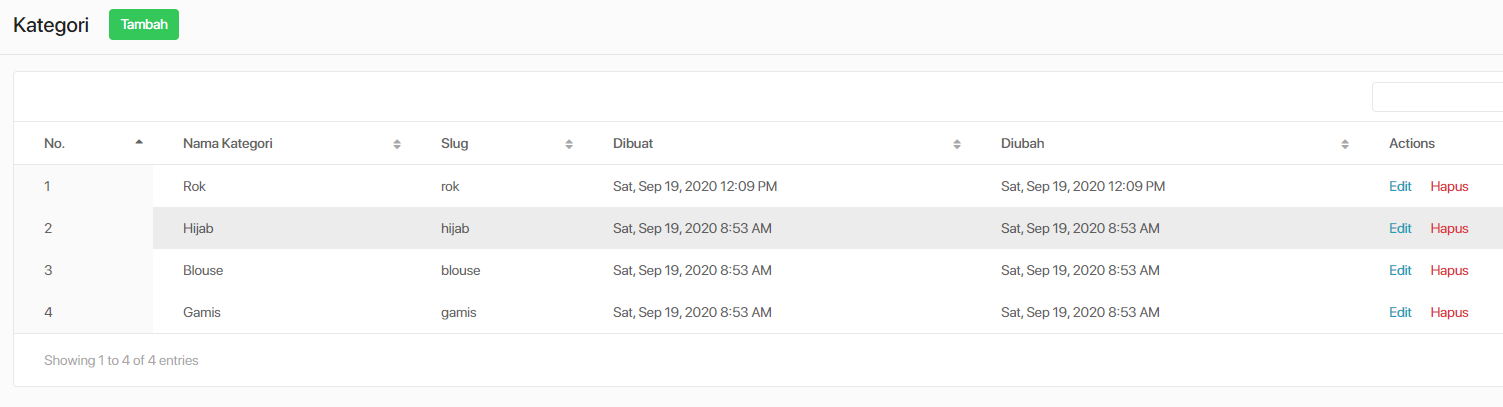 Kategori Tambah
No. Nama Kategori Slug Dibuat Diubah Actions
1 Rok rok Sat, Sep 19, 2020 12:09 PM Sat, Sep 19, 2020 12:09 PM Edit Hapus
2 Hijab hijab Sat, Sep 19, 2020 8:53 AM Sat, Sep 19, 2020 8:53 AM Edit Hapus
3 Blouse blouse Sat, Sep 19, 2020 8:53 AM Sat, Sep 19, 2020 8:53 AM Edit Hapus
4 Gamis gamis Sat, Sep 19, 2020 8:53 AM Sat, Sep 19, 2020 8:53 AM Edit Hapus
Showing 1 to 4 of 4 entries